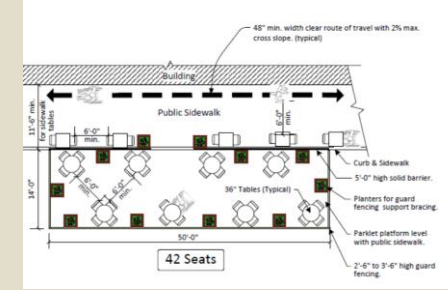 48" min. width clear route of travel with 2% max.
cross slope. (typical)
Building
Public Sidewalk
11'-6" min.
for sidewalk
tables
6'-0"
min.
6'-0"
min.
Curb & Sidewalk
5'-0" high solid barrier.
Planters for guard
fencing support bracing.
6'-0"
min.
6'-0"
min.
36" Tables (Typical)
14'-0"
Parklet platform level
with public sidewalk.
50'-0"
2'-6" to 3'-6" high guard
fencing.
42 Seats